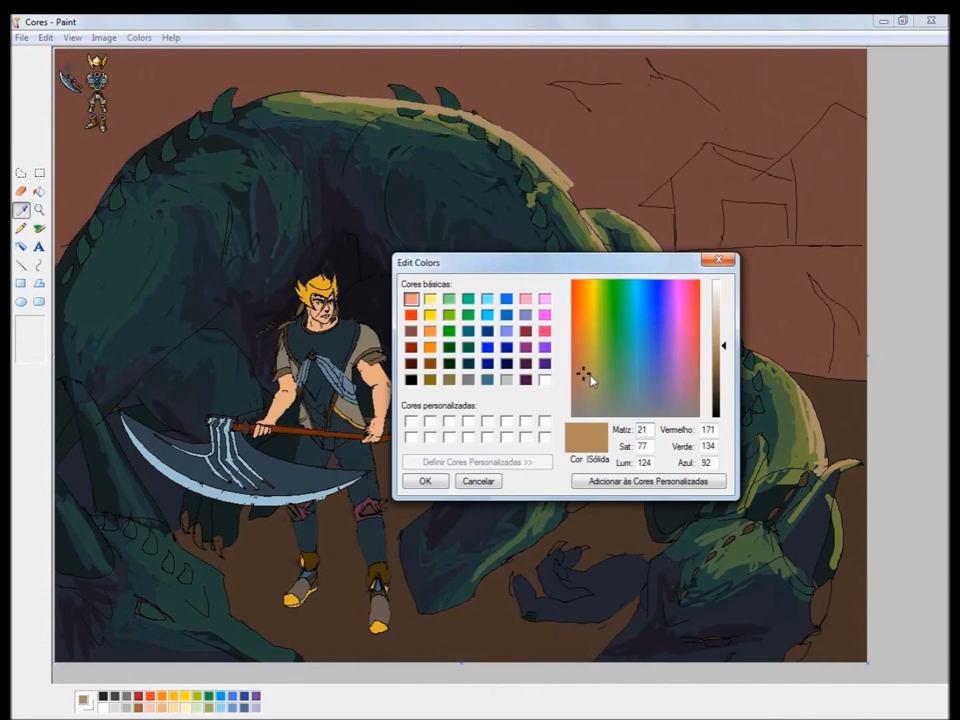 Cores - Paint
File Edit View Image Colors Help
A
Edit Colors
Cores básicas:
Cores personalizadas:
Definir Cores Personalizadas >>
OK Cancelar
Matiz: 21 Vermelho: 171
Sat: 77 Verde: 134
Cor |Sólida Lum: 124 Azul: 92
Adicionar às Cores Personalizadas